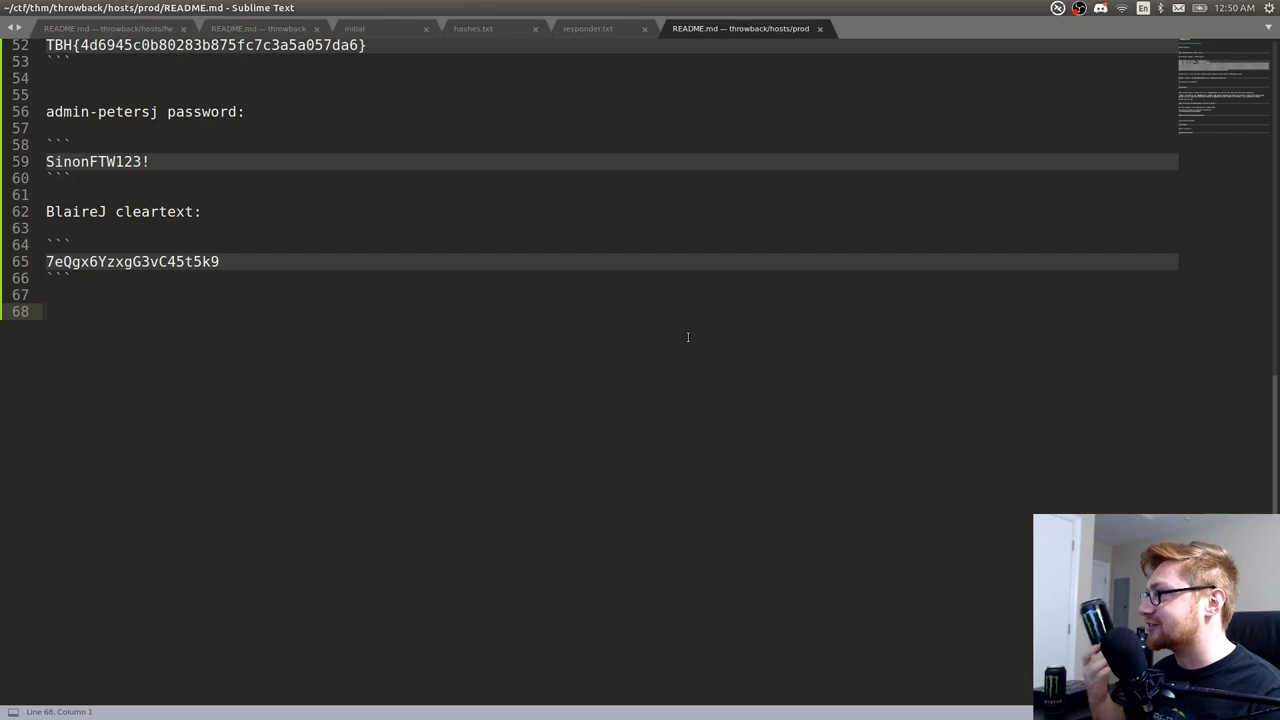 ~/ctf/thm/throwback/hosts/prod/README.md - Sublime Text
En
12:50 AM
README.md — throwback/hosts/fw × README.md — throwback × initial × hashes.txt × responder.txt × README.md — throwback/hosts/prod ×
52 TBH{4d6945c0b80283b875fc7c3a5a057da6}
53 ```
54
55
56 admin-petersj password:
57
58 ```
59 SinonFTW123!
60 ```
61
62 BlaireJ cleartext:
63
64 ```
65 7eQgx6YzxgG3vC45t5k9
66 ```
67
68
Line 68, Column 1